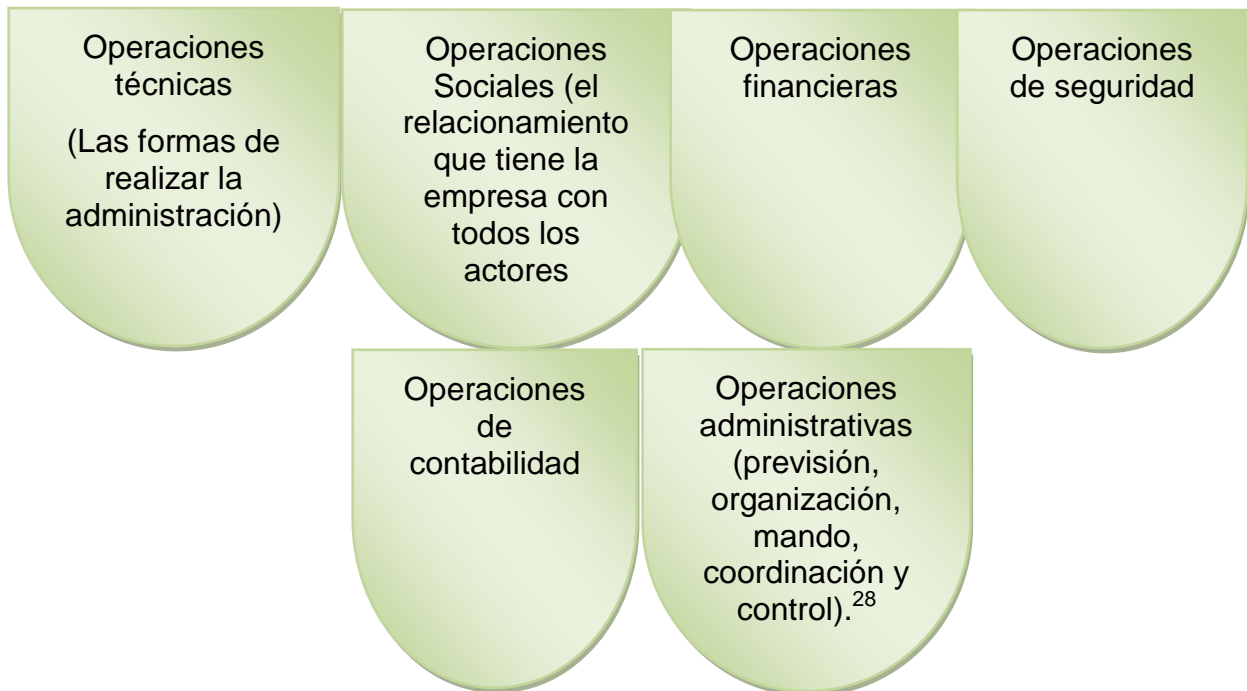 Operaciones
técnicas
(Las formas de
realizar la
administración)
Operaciones
Sociales (el
relacionamiento
que tiene la
empresa con
todos los
actores
Operaciones
financieras
Operaciones
de seguridad
Operaciones
de
contabilidad
Operaciones
administrativas
(previsión,
organización,
mando,
coordinación y
control).28